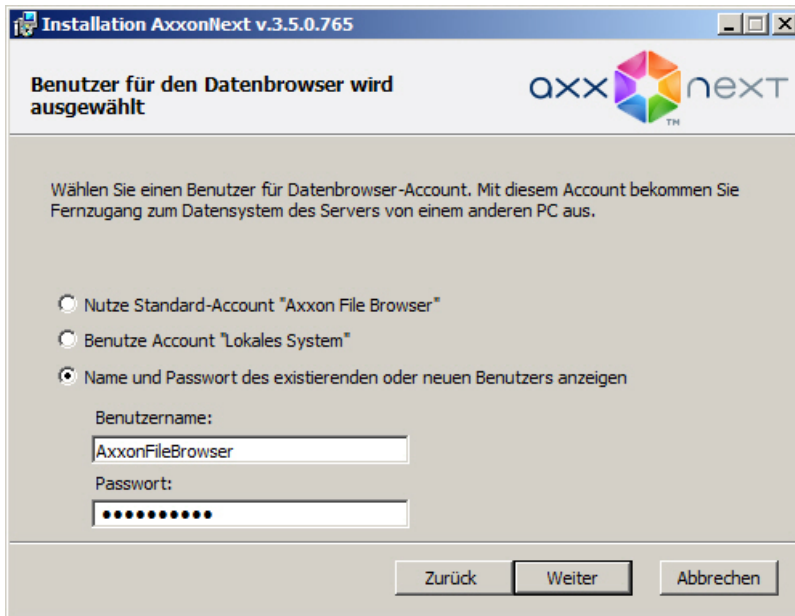 Installation AxxonNext v.3.5.0.765
Benutzer für den Datenbrowser wird
ausgewählt
axx next
TM
Wählen Sie einen Benutzer für Datenbrowser-Account. Mit diesem Account bekommen Sie
Fernzugang zum Datensystem des Servers von einem anderen PC aus.
Nutze Standard-Account "Axxon File Browser"
Benutze Account "Lokales System"
Name und Passwort des existierenden oder neuen Benutzers anzeigen
Benutzername:
AxxonFileBrowser
Passwort:
●●●●●●●●●●
Zurück Weiter Abbrechen